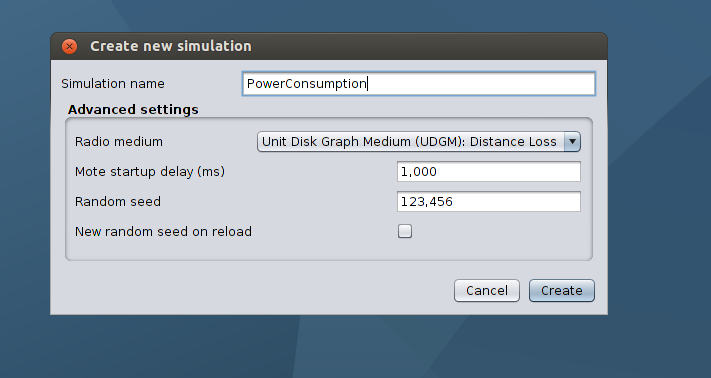 Create new simulation
Simulation name PowerConsumption
Advanced settings
Radio medium Unit Disk Graph Medium (UDGM): Distance Loss
Mote startup delay (ms) 1,000
Random seed 123,456
New random seed on reload
Cancel Create